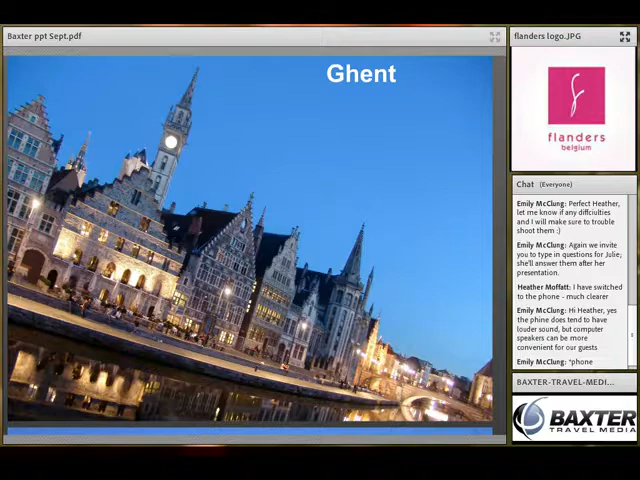 Baxter ppt Sept.pdf
Ghent
flanders logo.JPG
flanders
belgium
Chat (Everyone)
Emily McClung: Perfect Heather,
let me know if any diffciulties
and I will make sure to trouble
shoot them :)
Emily McClung: Again we invite
you to type in questions for Julie;
she'll answer them after her
presentation.
Heather Moffatt: I have switched
to the phone - much clearer
Emily McClung: Hi Heather, yes
the phine does tend to have
louder sound, but computer
speakers can be more
convenient for our guests
Emily McClung: *phone
BAXTER-TRAVEL-MEDI...
BAXTER
TRAVEL MEDIA